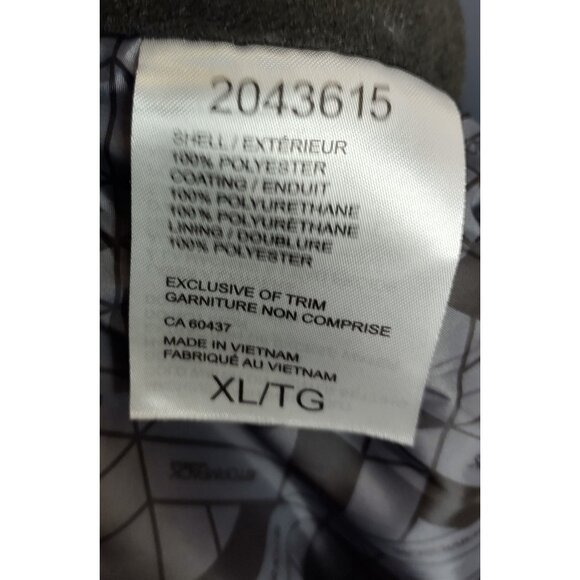 2043615
SHELL / EXTÉRIEUR
100% POLYESTER
COATING / ENDUIT
100% POLYURETHANE
100% POLYURÉTHANE
LINING / DOUBLURE
100% POLYESTER
EXCLUSIVE OF TRIM
GARNITURE NON COMPRISE
CA 60437
MADE IN VIETNAM
FABRIQUÉ AU VIETNAM
XL/TG